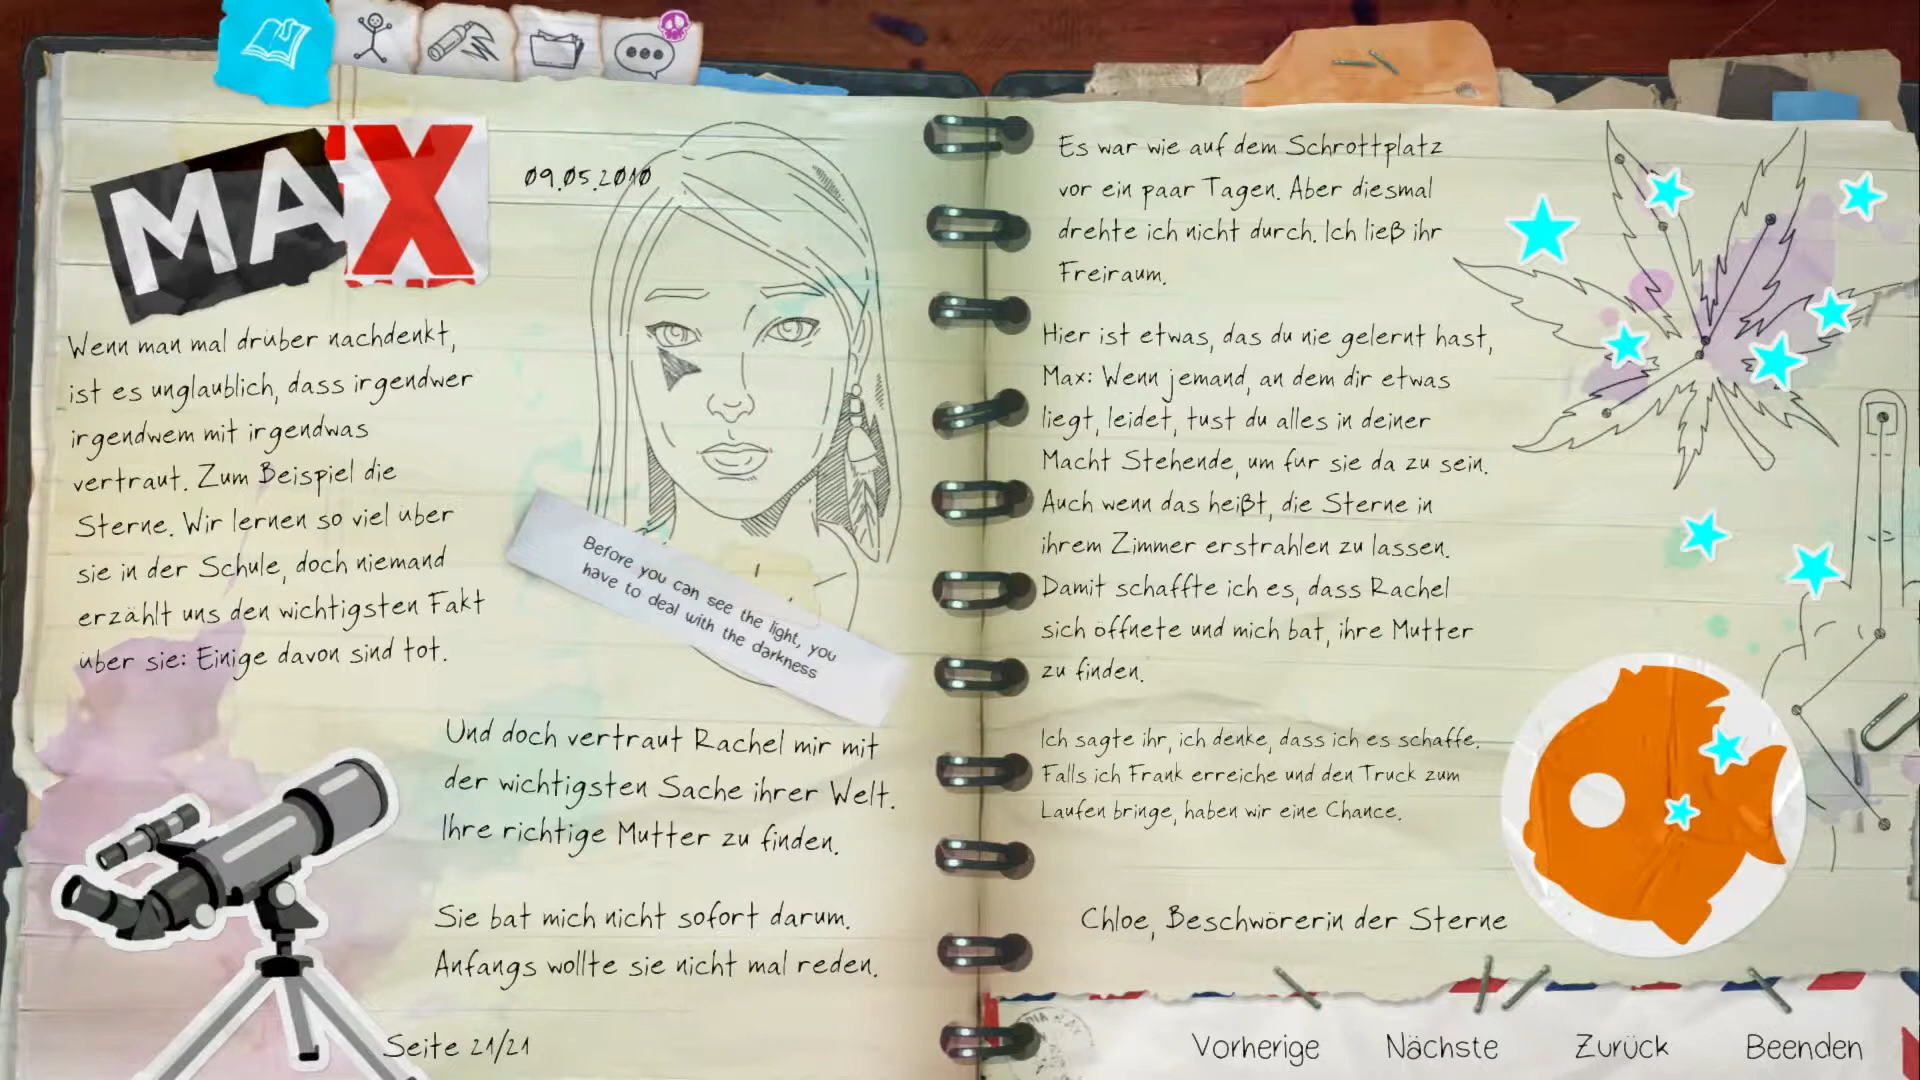 MAX
09.05.2010
Wenn man mal drüber nachdenkt,
ist es unglaublich, dass irgendwer
irgendwem mit irgendwas
vertraut. Zum Beispiel die
Sterne. Wir lernen so viel über
sie in der Schule, doch niemand
erzählt uns den wichtigsten Fakt
über sie: Einige davon sind tot.
Before you can see the light, you
have to deal with the darkness
Und doch vertraut Rachel mir mit
der wichtigsten Sache ihrer Welt.
Ihre richtige Mutter zu finden.
Sie bat mich nicht sofort darum.
Anfangs wollte sie nicht mal reden.
Seite 21/21
Es war wie auf dem Schrottplatz
vor ein paar Tagen. Aber diesmal
drehte ich nicht durch. Ich ließ ihr
Freiraum.
Hier ist etwas, das du nie gelernt hast,
Max: Wenn jemand, an dem dir etwas
liegt, leidet, tust du alles in deiner
Macht Stehende, um für sie da zu sein.
Auch wenn das heißt, die Sterne in
ihrem Zimmer erstrahlen zu lassen.
Damit schaffte ich es, dass Rachel
sich öffnete und mich bat, ihre Mutter
zu finden.
Ich sagte ihr, ich denke, dass ich es schaffe.
Falls ich Frank erreiche und den Truck zum
Laufen bringe, haben wir eine Chance.
Chloe, Beschwörerin der Sterne
Vorherige Nächste Zurück Beenden